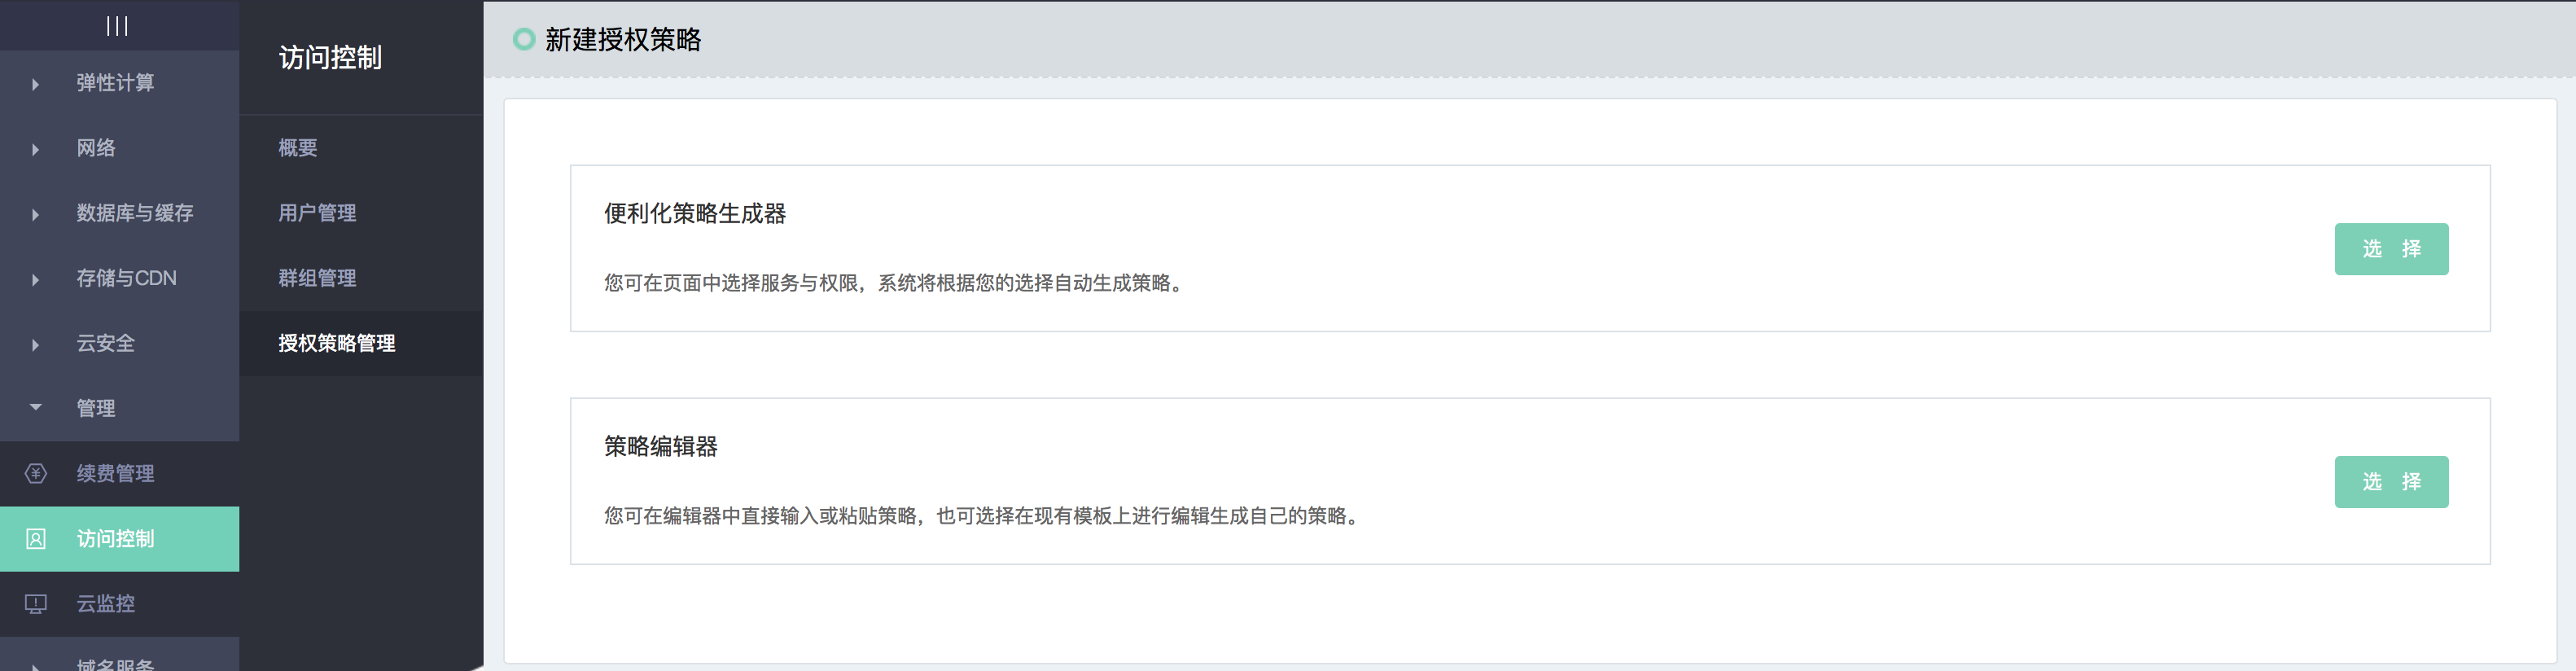 弹性计算
网络
数据库与缓存
存储与CDN
云安全
管理
续费管理
访问控制
云监控
域名服务
访问控制
概要
用户管理
群组管理
授权策略管理
新建授权策略
便利化策略生成器
您可在页面中选择服务与权限，系统将根据您的选择自动生成策略。
选 择
策略编辑器
您可在编辑器中直接输入或粘贴策略，也可选择在现有模板上进行编辑生成自己的策略。
选 择